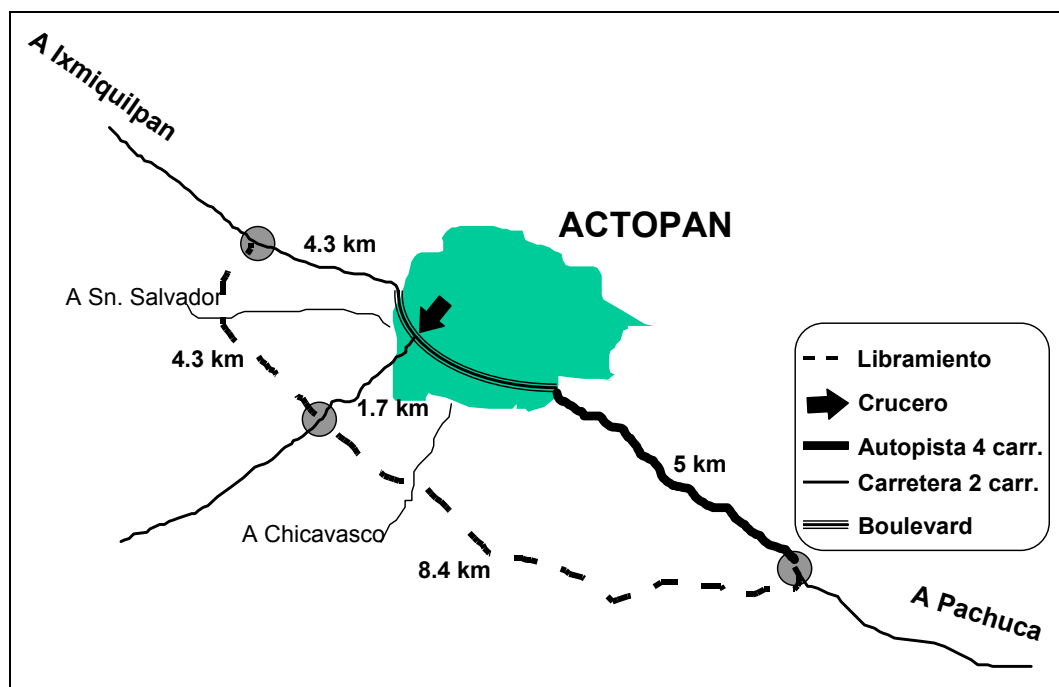 A Ixmiquilpan
ACTOPAN
4.3 km
A Sn. Salvador
4.3 km
1.7 km
5 km
A Chicavasco
8.4 km
A Pachuca
Libramiento
Crucero
Autopista 4 carr.
Carretera 2 carr.
Boulevard